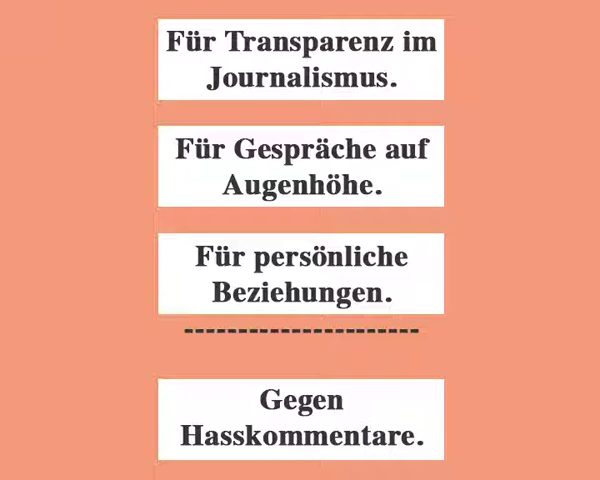 Für Transparenz im
Journalismus.
Für Gespräche auf
Augenhöhe.
Für persönliche
Beziehungen.
-----------------------
Gegen
Hasskommentare.